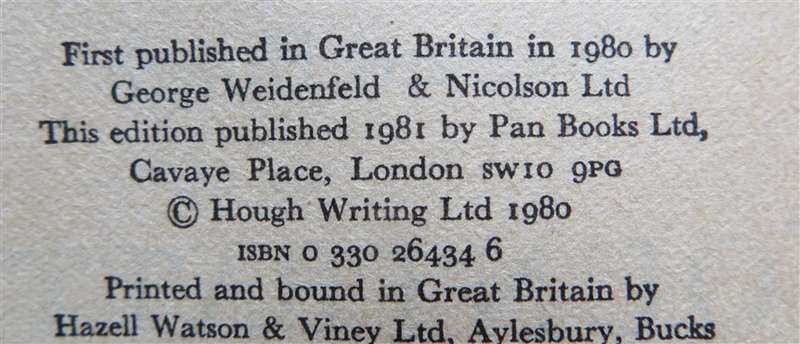 First published in Great Britain in 1980 by
George Weidenfeld & Nicolson Ltd
This edition published 1981 by Pan Books Ltd,
Cavaye Place, London SW10 9PG
© Hough Writing Ltd 1980
ISBN 0 330 26434 6
Printed and bound in Great Britain by
Hazell Watson & Viney Ltd, Aylesbury, Bucks